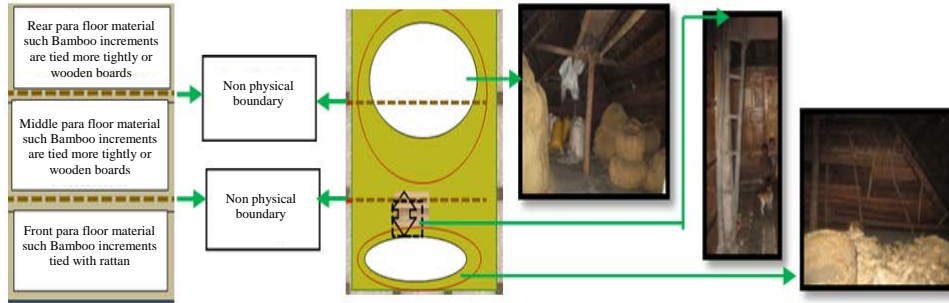 Rear para floor material
such Bamboo increments
are tied more tightly or
wooden boards
Non physical
boundary
Middle para floor material
such Bamboo increments
are tied more tightly or
wooden boards
Non physical
boundary
Front para floor material
such Bamboo increments
tied with rattan